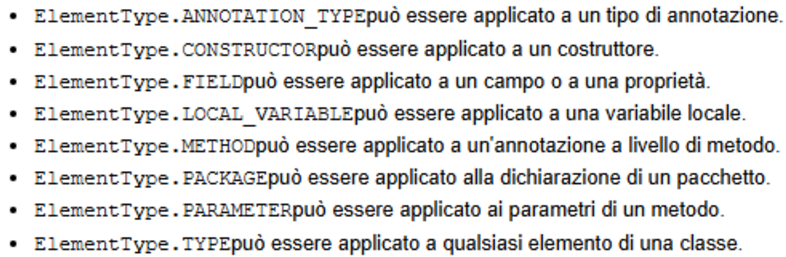 • ElementType.ANNOTATION_TYPEpuò essere applicato a un tipo di annotazione.
• ElementType.CONSTRUCTORpuò essere applicato a un costruttore.
• ElementType.FIELDpuò essere applicato a un campo o a una proprietà.
• ElementType.LOCAL_VARIABLEpuò essere applicato a una variabile locale.
• ElementType.METHODpuò essere applicato a un'annotazione a livello di metodo.
• ElementType.PACKAGEpuò essere applicato alla dichiarazione di un pacchetto.
• ElementType.PARAMETERpuò essere applicato ai parametri di un metodo.
• ElementType.TYPEpuò essere applicato a qualsiasi elemento di una classe.